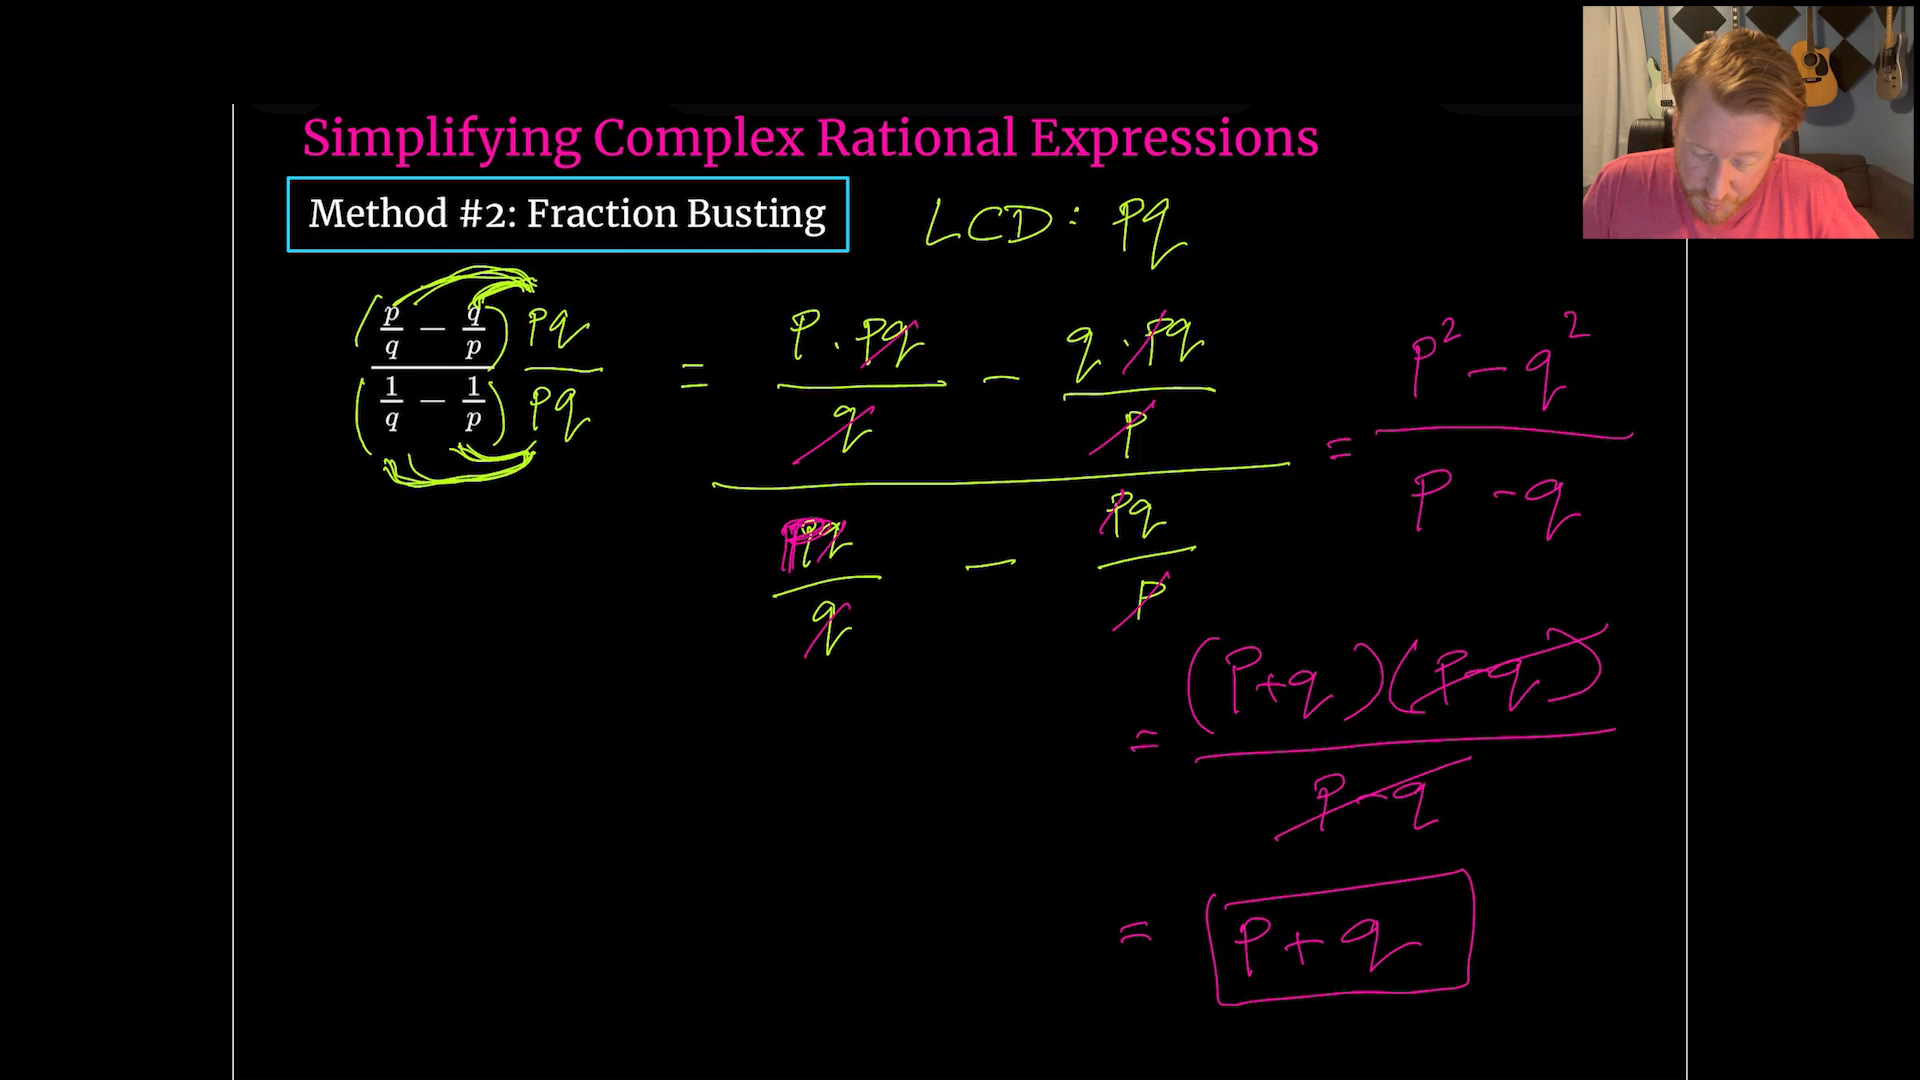 Simplifying Complex Rational Expressions
Method #2: Fraction Busting
LCD: pq
(p/q − q/p) pq
(1/q − 1/p) pq
= p · pq/q − q · pq/p
pq/q − pq/p
= p² − q²
p − q
= (p+q)(p−q)
p−q
= p + q